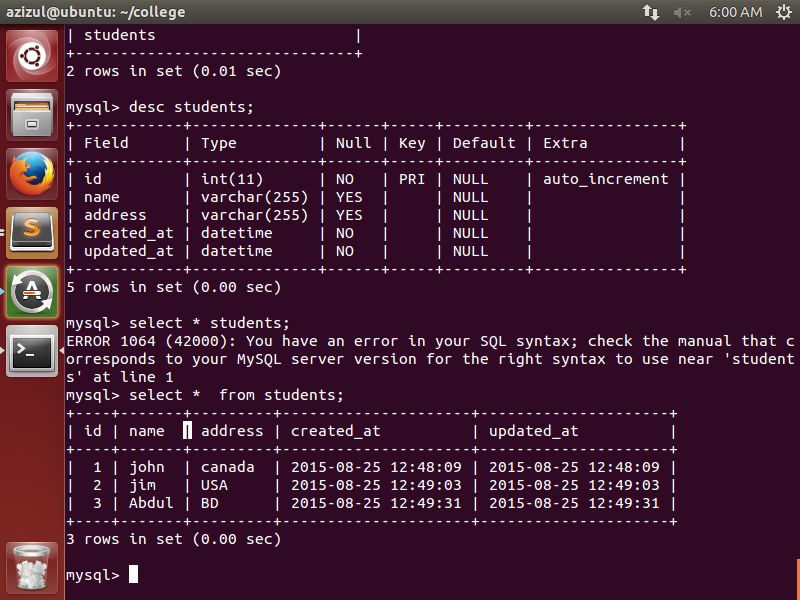 azizul@ubuntu: ~/college 6:00 AM
| students                      |
+-------------------------------+
2 rows in set (0.01 sec)
mysql> desc students;
+------------+--------------+------+-----+---------+----------------+
| Field      | Type         | Null | Key | Default | Extra          |
+------------+--------------+------+-----+---------+----------------+
| id         | int(11)      | NO   | PRI | NULL    | auto_increment |
| name       | varchar(255) | YES  |     | NULL    |                |
| address    | varchar(255) | YES  |     | NULL    |                |
| created_at | datetime     | NO   |     | NULL    |                |
| updated_at | datetime     | NO   |     | NULL    |                |
+------------+--------------+------+-----+---------+----------------+
5 rows in set (0.00 sec)
mysql> select * students;
ERROR 1064 (42000): You have an error in your SQL syntax; check the manual that c
orresponds to your MySQL server version for the right syntax to use near 'student
s' at line 1
mysql> select *  from students;
+----+-------+---------+---------------------+---------------------+
| id | name  | address | created_at          | updated_at          |
+----+-------+---------+---------------------+---------------------+
|  1 | john  | canada  | 2015-08-25 12:48:09 | 2015-08-25 12:48:09 |
|  2 | jim   | USA     | 2015-08-25 12:49:03 | 2015-08-25 12:49:03 |
|  3 | Abdul | BD      | 2015-08-25 12:49:31 | 2015-08-25 12:49:31 |
+----+-------+---------+---------------------+---------------------+
3 rows in set (0.00 sec)
mysql>